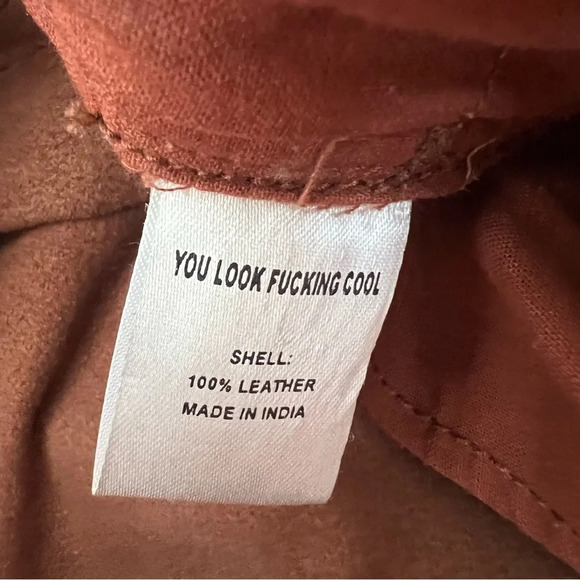 YOU LOOK FUCKING COOL
SHELL:
100% LEATHER
MADE IN INDIA